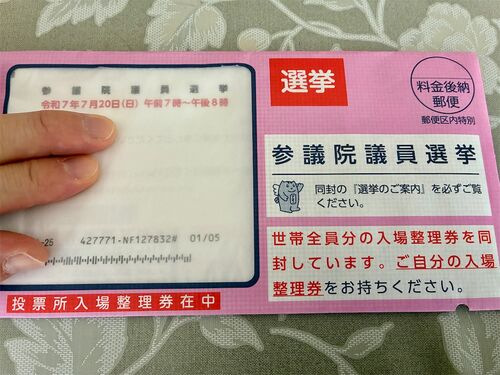 参議院議員選挙
令和7年7月20日(日) 午前7時~午後8時
-25 427771-NF127832# 01/05
投票所入場整理券在中
選挙
料金後納
郵便
郵便区内特別
参議院議員選挙
同封の『選挙のご案内』を必ずご覧
ください。
世帯全員分の入場整理券を同
封しています。ご自分の入場
整理券をお持ちください。